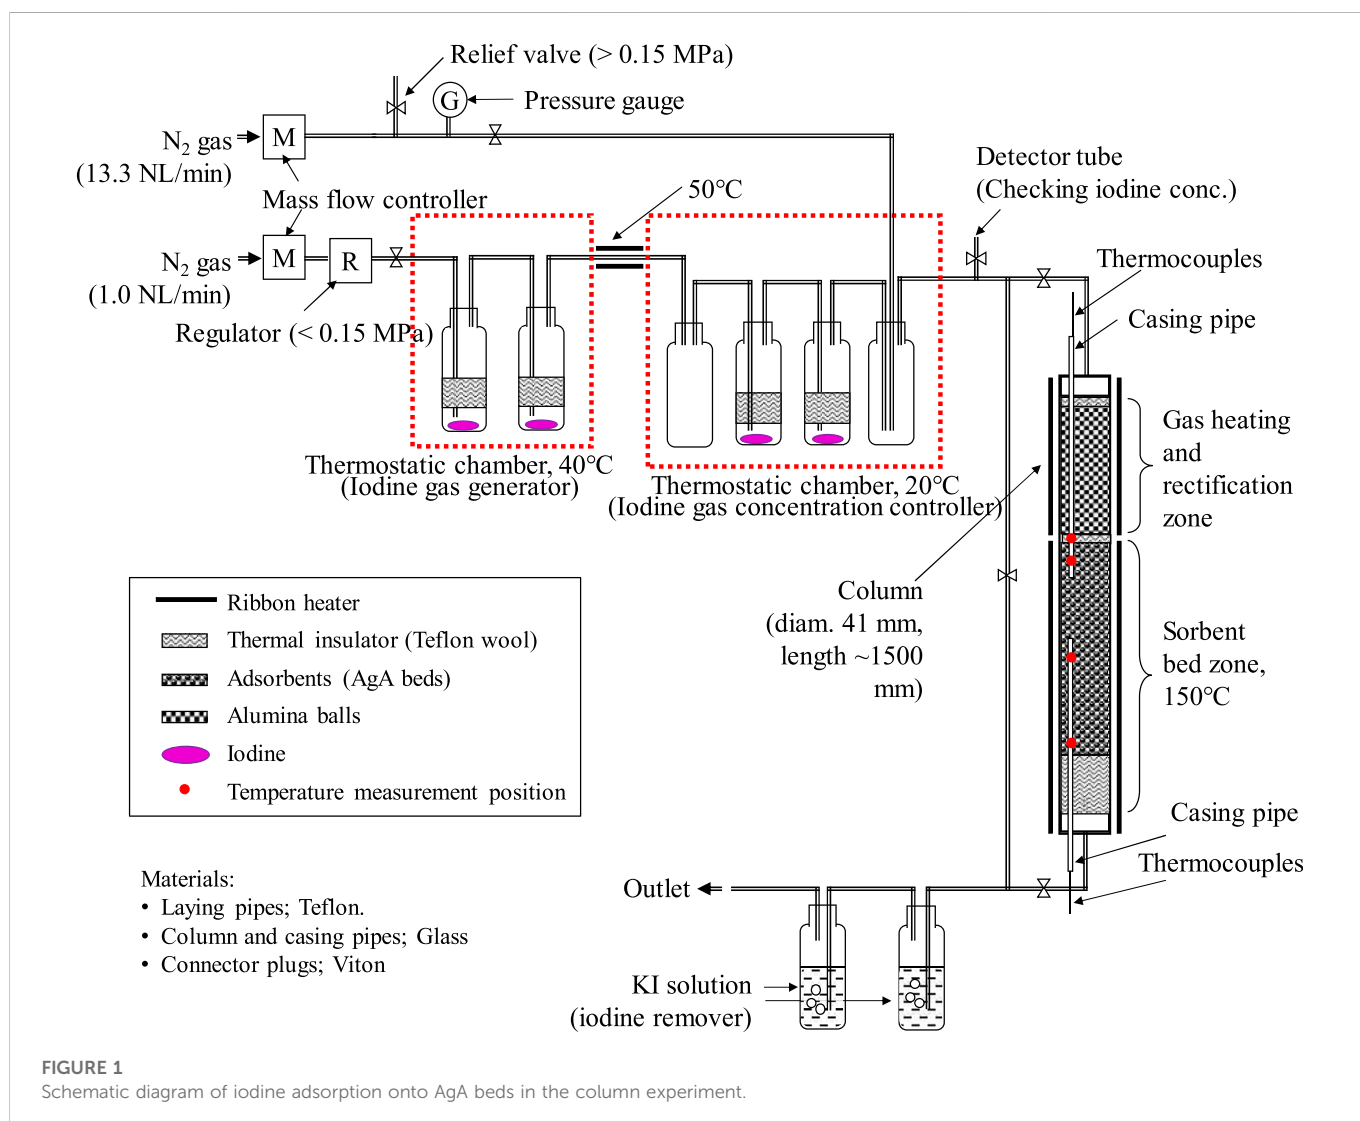 Relief valve (> 0.15 MPa)
G
Pressure gauge
N2 gas
(13.3 NL/min)
M
Mass flow controller
50℃
Detector tube
(Checking iodine conc.)
N2 gas
(1.0 NL/min)
M
R
Regulator (< 0.15 MPa)
Thermocouples
Casing pipe
Thermostatic chamber, 40℃
(Iodine gas generator)
Thermostatic chamber, 20℃
(Iodine gas concentration controller)
Gas heating
and
rectification
zone
Column
(diam. 41 mm,
length ~1500
mm)
Sorbent
bed zone,
150℃
Ribbon heater
Thermal insulator (Teflon wool)
Adsorbents (AgA beds)
Alumina balls
Iodine
Temperature measurement position
Casing pipe
Thermocouples
Materials:
• Laying pipes; Teflon.
• Column and casing pipes; Glass
• Connector plugs; Viton
Outlet
KI solution
(iodine remover)
FIGURE 1
Schematic diagram of iodine adsorption onto AgA beds in the column experiment.